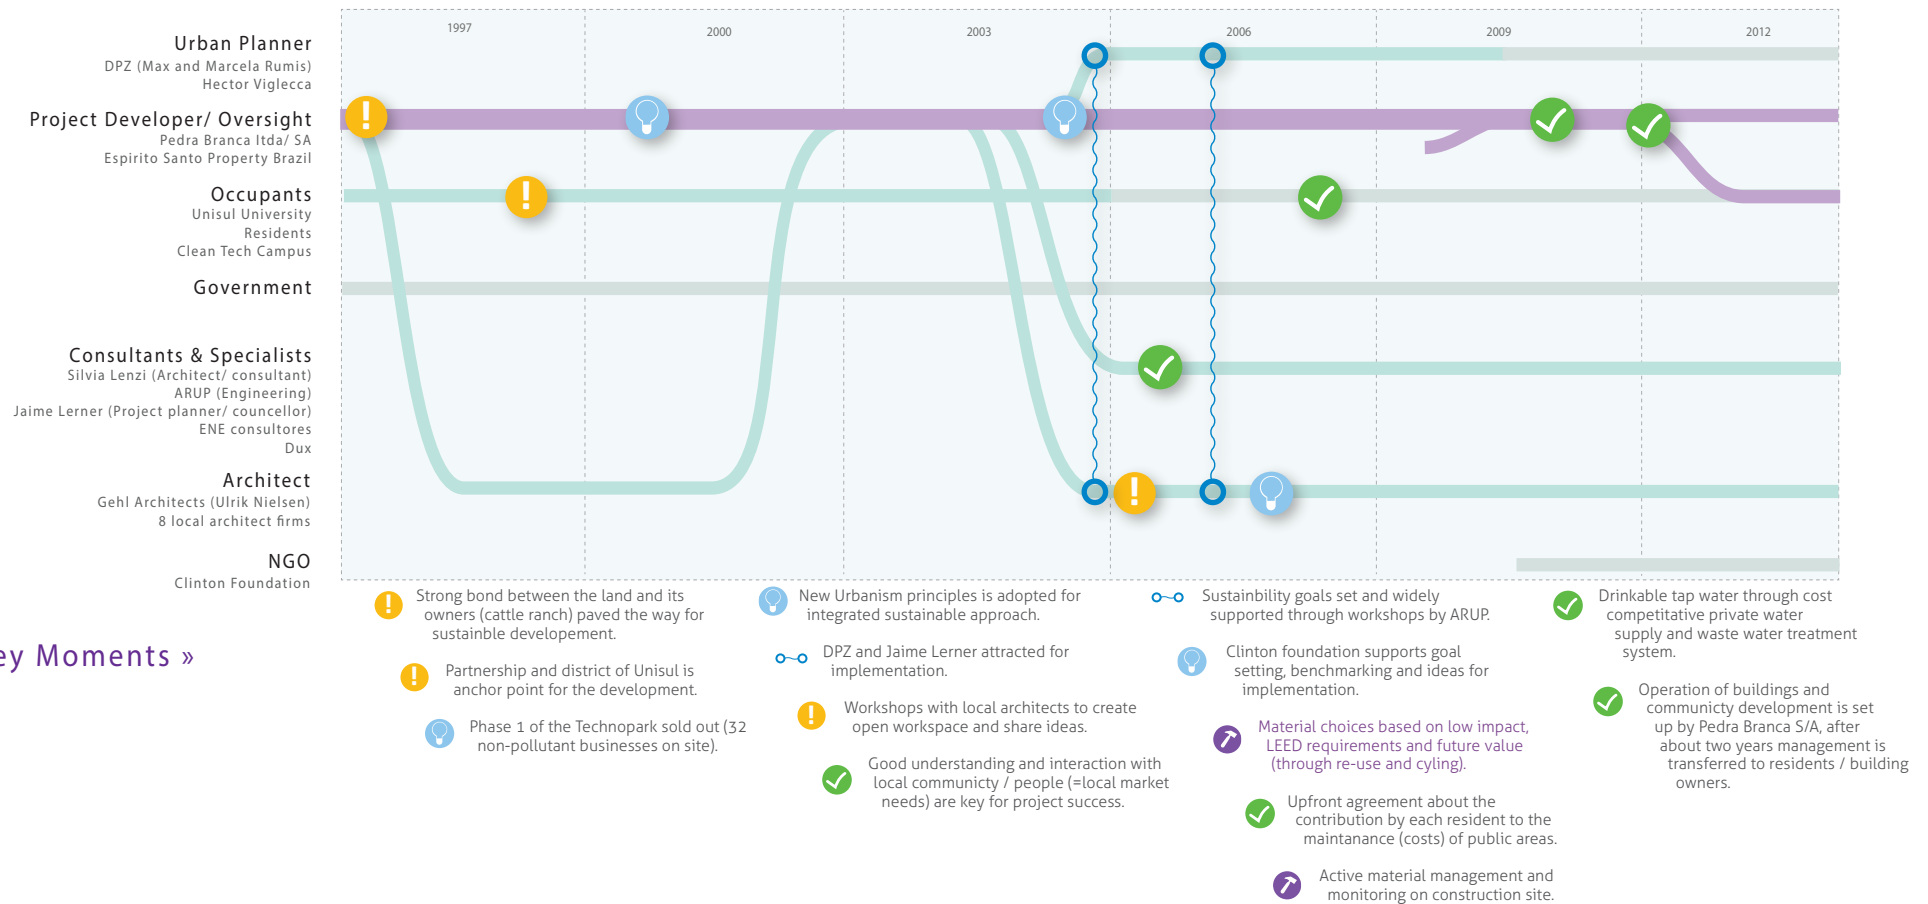 1997
2000
2003
2006
2009
2012
Urban Planner
DPZ (Max and Marcela Rumis)
Hector Viglecca
Project Developer/ Oversight
Pedra Branca ltda/ SA
Espirito Santo Property Brazil
Occupants
Unisul University
Residents
Clean Tech Campus
Government
Consultants & Specialists
Silvia Lenzi (Architect/ consultant)
ARUP (Engineering)
Jaime Lerner (Project planner/ councellor)
ENE consultores
Dux
Architect
Gehl Architects (Ulrik Nielsen)
8 local architect firms
NGO
Clinton Foundation
ey Moments »
Strong bond between the land and its
owners (cattle ranch) paved the way for
sustainble developement.
Partnership and district of Unisul is
anchor point for the development.
Phase 1 of the Technopark sold out (32
non-pollutant businesses on site).
New Urbanism principles is adopted for
integrated sustainable approach.
DPZ and Jaime Lerner attracted for
implementation.
Workshops with local architects to create
open workspace and share ideas.
Good understanding and interaction with
local communicty / people (=local market
needs) are key for project success.
Sustainbility goals set and widely
supported through workshops by ARUP.
Clinton foundation supports goal
setting, benchmarking and ideas for
implementation.
Material choices based on low impact,
LEED requirements and future value
(through re-use and cyling).
Upfront agreement about the
contribution by each resident to the
maintanance (costs) of public areas.
Active material management and
monitoring on construction site.
Drinkable tap water through cost
competitative private water
supply and waste water treatment
system.
Operation of buildings and
communicty development is set
up by Pedra Branca S/A, after
about two years management is
transferred to residents / building
owners.